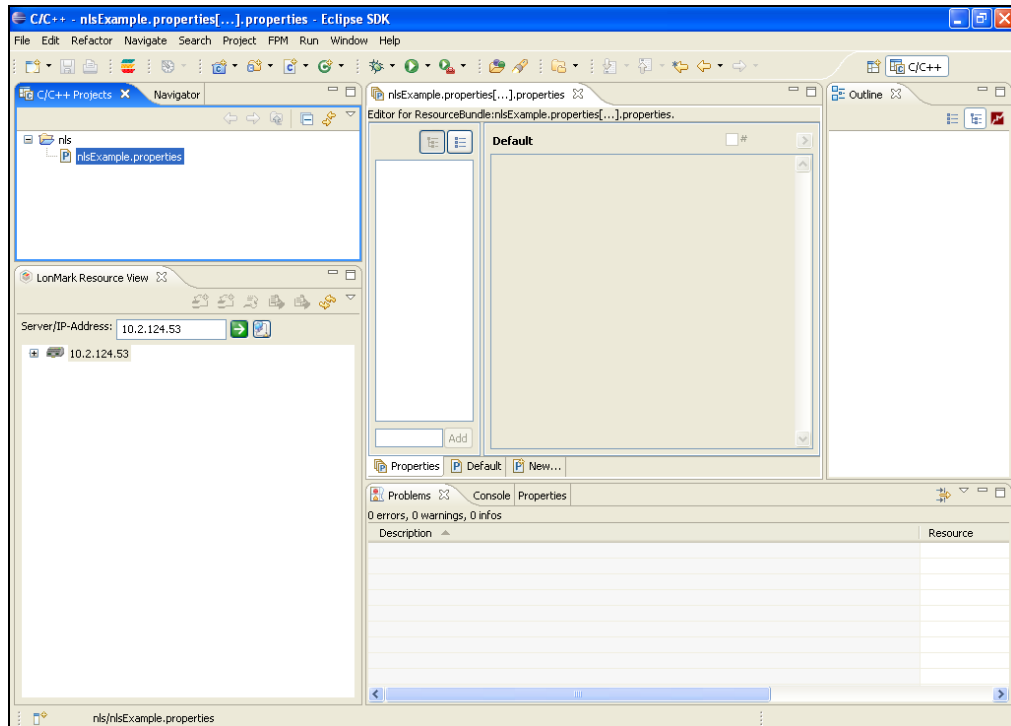 C/C++ - nlsExample.properties[...].properties - Eclipse SDK
File Edit Refactor Navigate Search Project FPM Run Window Help
C/C++
C/C++ Projects Navigator
nls
nlsExample.properties
nlsExample.properties[...].properties
Editor for ResourceBundle:nlsExample.properties[...].properties.
Default #
Add
Properties Default New...
Outline
LonMark Resource View
Server/IP-Address: 10.2.124.53
10.2.124.53
Problems Console Properties
0 errors, 0 warnings, 0 infos
Description Resource
nls/nlsExample.properties